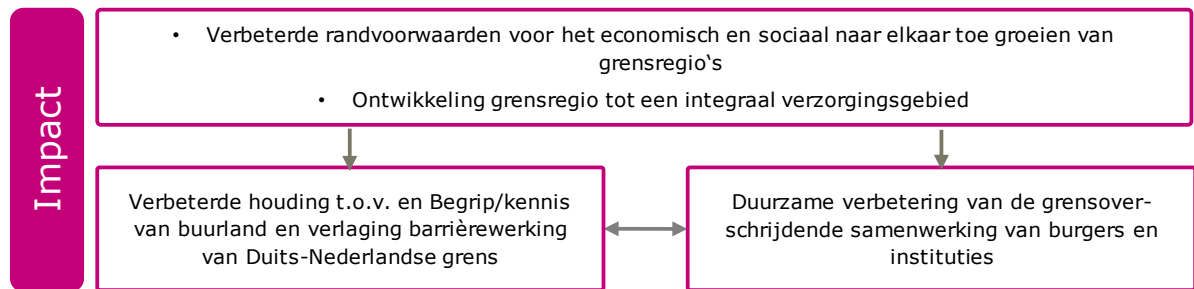 Impact
• Verbeterde randvoorwaarden voor het economisch en sociaal naar elkaar toe groeien van
grensregio‘s
• Ontwikkeling grensregio tot een integraal verzorgingsgebied
Verbeterde houding t.o.v. en Begrip/kennis
van buurland en verlaging barrièrewerking
van Duits-Nederlandse grens
Duurzame verbetering van de grensover-
schrijdende samenwerking van burgers en
instituties